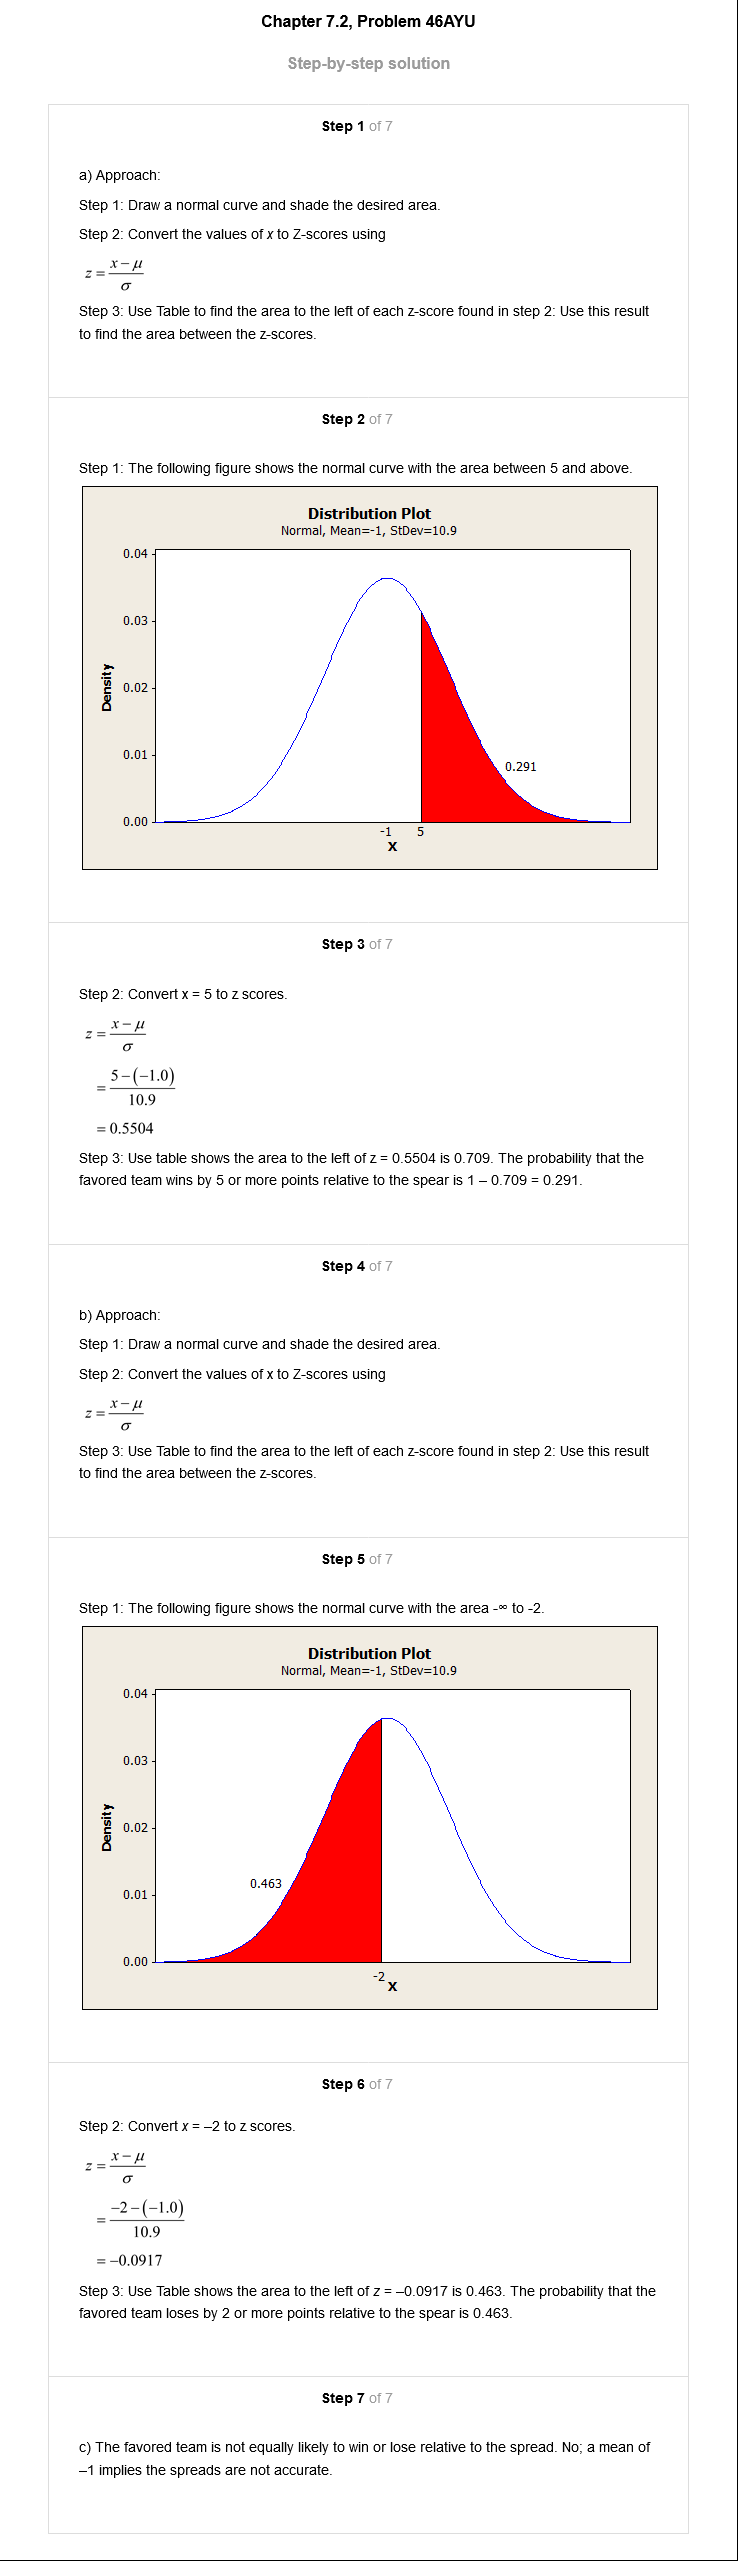 Chapter 7.2, Problem 46AYU
Step-by-step solution
Step 1 of 7
a) Approach:
Step 1: Draw a normal curve and shade the desired area.
Step 2: Convert the values of x to Z-scores using
z = (x − μ)/σ
Step 3: Use Table to find the area to the left of each z-score found in step 2: Use this result
to find the area between the z-scores.
Step 2 of 7
Step 1: The following figure shows the normal curve with the area between 5 and above.
Distribution Plot
Normal, Mean=-1, StDev=10.9
0.04
0.03
0.02
0.01
0.00
Density
0.291
-1 5
X
Step 3 of 7
Step 2: Convert x = 5 to z scores.
z = (x − μ)/σ
= (5 − (−1.0))/10.9
= 0.5504
Step 3: Use table shows the area to the left of z = 0.5504 is 0.709. The probability that the
favored team wins by 5 or more points relative to the spear is 1 – 0.709 = 0.291.
Step 4 of 7
b) Approach:
Step 1: Draw a normal curve and shade the desired area.
Step 2: Convert the values of x to Z-scores using
z = (x − μ)/σ
Step 3: Use Table to find the area to the left of each z-score found in step 2: Use this result
to find the area between the z-scores.
Step 5 of 7
Step 1: The following figure shows the normal curve with the area -∞ to -2.
Distribution Plot
Normal, Mean=-1, StDev=10.9
0.04
0.03
0.02
0.01
0.00
Density
0.463
-2
X
Step 6 of 7
Step 2: Convert x = –2 to z scores.
z = (x − μ)/σ
= (−2 − (−1.0))/10.9
= −0.0917
Step 3: Use Table shows the area to the left of z = –0.0917 is 0.463. The probability that the
favored team loses by 2 or more points relative to the spear is 0.463.
Step 7 of 7
c) The favored team is not equally likely to win or lose relative to the spread. No; a mean of
–1 implies the spreads are not accurate.